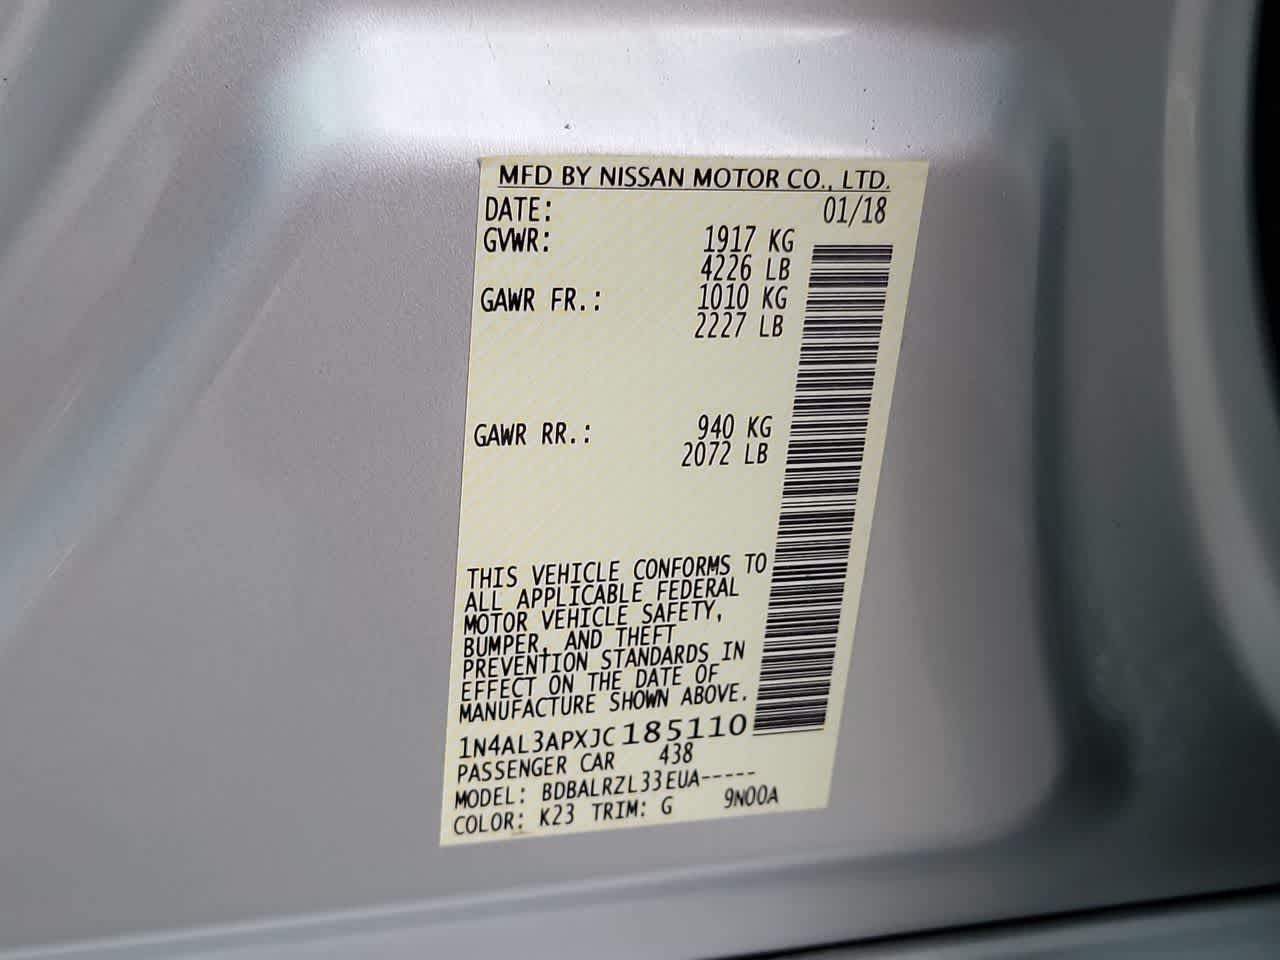 MFD BY NISSAN MOTOR CO., LTD.
DATE: 01/18
GVWR: 1917 KG
4226 LB
GAWR FR.: 1010 KG
2227 LB
GAWR RR.: 940 KG
2072 LB
THIS VEHICLE CONFORMS TO
ALL APPLICABLE FEDERAL
MOTOR VEHICLE SAFETY,
BUMPER, AND THEFT
PREVENTION STANDARDS IN
EFFECT ON THE DATE OF
MANUFACTURE SHOWN ABOVE.
1N4AL3APXJC185110
PASSENGER CAR 438
MODEL: BDBALRZL33EUA-----
COLOR: K23 TRIM: G 9N00A